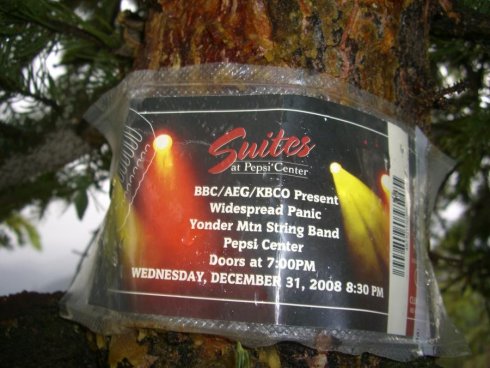 Suites
at Pepsi Center
BBC/AEG/KBCO Present
Widespread Panic
Yonder Mtn String Band
Pepsi Center
Doors at 7:00PM
WEDNESDAY, DECEMBER 31, 2008 8:30 PM